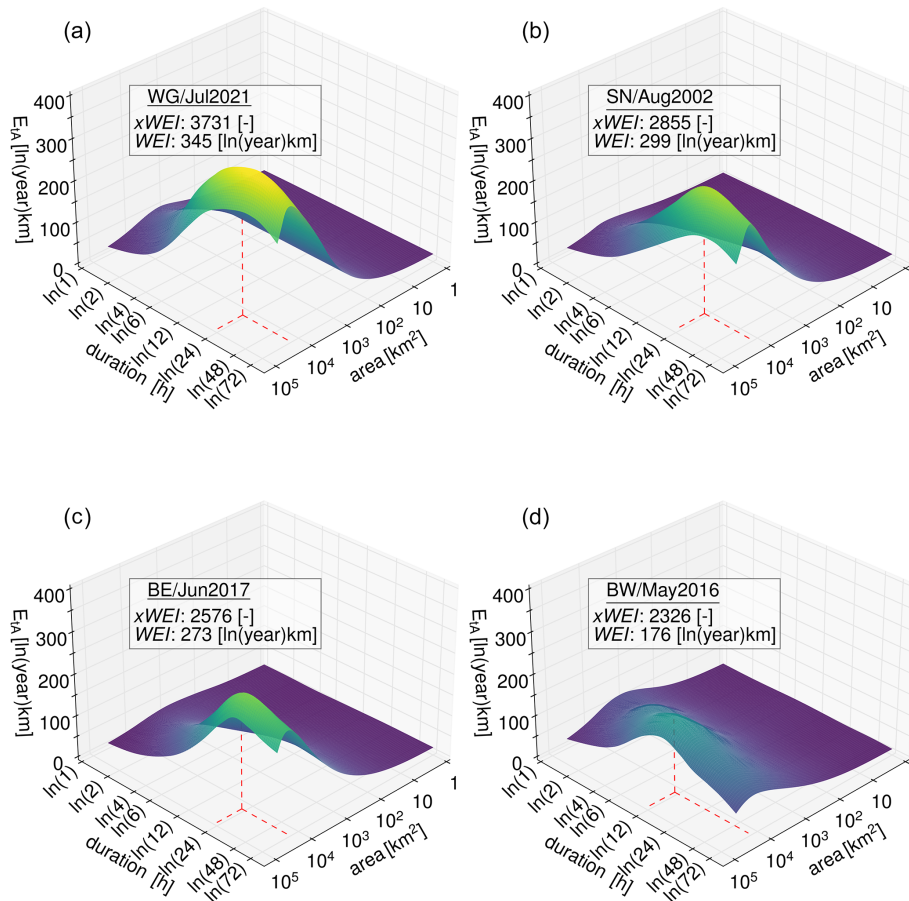 (a)
WG/Jul2021
xWEI: 3731 [-]
WEI: 345 [ln(year)km]
E_tA [ln(year)km]
400
300
200
100
0
ln(1)
ln(2)
ln(4)
ln(6)
ln(12)
ln(24)
ln(48)
ln(72)
duration [h]
10⁵
10⁴
10³
10²
10
1
area [km²]
(b)
SN/Aug2002
xWEI: 2855 [-]
WEI: 299 [ln(year)km]
E_tA [ln(year)km]
400
300
200
100
0
ln(1)
ln(2)
ln(4)
ln(6)
ln(12)
ln(24)
ln(48)
ln(72)
duration [h]
10⁵
10⁴
10³
10²
10
area [km²]
(c)
BE/Jun2017
xWEI: 2576 [-]
WEI: 273 [ln(year)km]
E_tA [ln(year)km]
400
300
200
100
0
ln(1)
ln(2)
ln(4)
ln(6)
ln(12)
ln(24)
ln(48)
ln(72)
duration [h]
10⁵
10⁴
10³
10²
10
1
area [km²]
(d)
BW/May2016
xWEI: 2326 [-]
WEI: 176 [ln(year)km]
E_tA [ln(year)km]
400
300
200
100
0
ln(1)
ln(2)
ln(4)
ln(6)
ln(12)
ln(24)
ln(48)
ln(72)
duration [h]
10⁵
10⁴
10³
10²
10
area [km²]